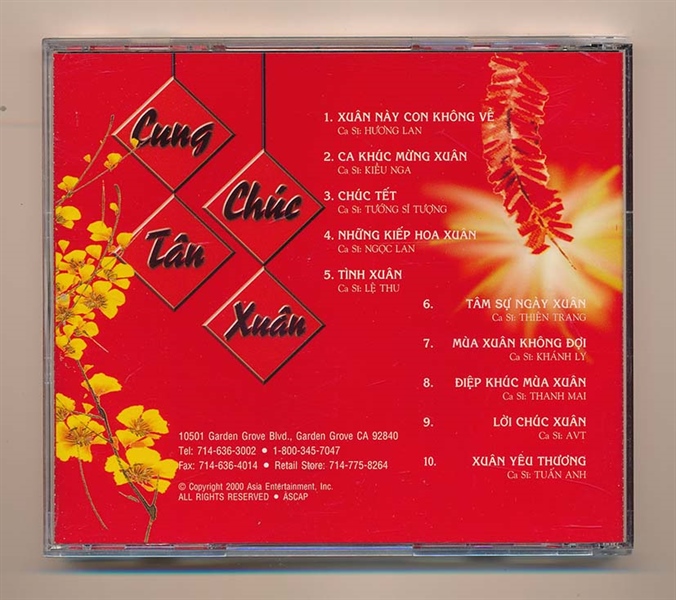 Cung
Chúc
Tân
Xuân
1. XUÂN NÀY CON KHÔNG VỀ
Ca Sĩ: HƯƠNG LAN
2. CA KHÚC MỪNG XUÂN
Ca Sĩ: KIỀU NGA
3. CHÚC TẾT
Ca Sĩ: TƯỚNG SĨ TƯỢNG
4. NHỮNG KIẾP HOA XUÂN
Ca Sĩ: NGỌC LAN
5. TÌNH XUÂN
Ca Sĩ: LỆ THU
6. TÂM SỰ NGÀY XUÂN
Ca Sĩ: THIÊN TRANG
7. MÙA XUÂN KHÔNG ĐỢI
Ca Sĩ: KHÁNH LY
8. ĐIỆP KHÚC MÙA XUÂN
Ca Sĩ: THANH MAI
9. LỜI CHÚC XUÂN
Ca Sĩ: AVT
10. XUÂN YÊU THƯƠNG
Ca Sĩ: TUẤN ANH
10501 Garden Grove Blvd., Garden Grove CA 92840
Tel: 714-636-3002 • 1-800-345-7047
Fax: 714-636-4014 • Retail Store: 714-775-8264
© Copyright 2000 Asia Entertainment, Inc.
ALL RIGHTS RESERVED • ASCAP